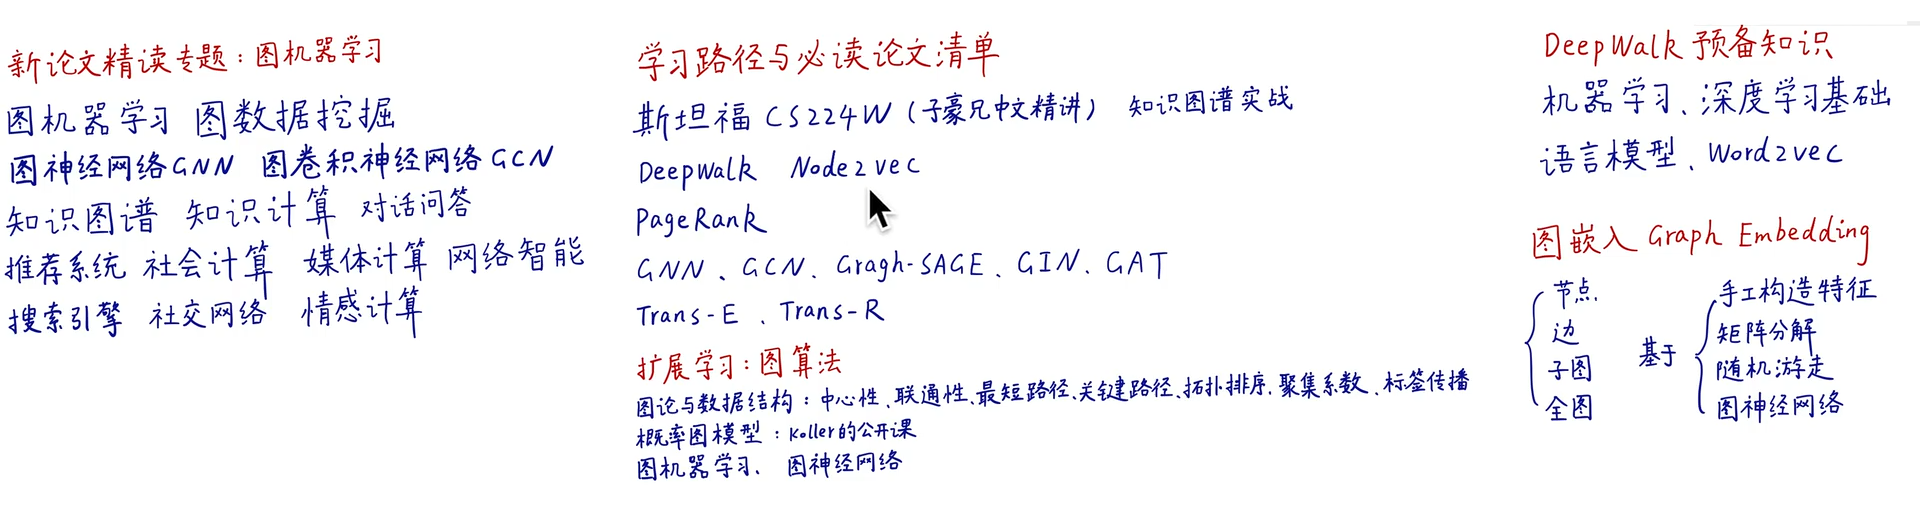 新论文精读专题：图机器学习
图机器学习 图数据挖掘
图神经网络GNN 图卷积神经网络GCN
知识图谱 知识计算 对话问答
推荐系统 社会计算 媒体计算 网络智能
搜索引擎 社交网络 情感计算
学习路径与必读论文清单
斯坦福 CS224W（子豪兄中文精讲） 知识图谱实战
DeepWalk Node2vec
PageRank
GNN、GCN、Gragh-SAGE、GIN、GAT
Trans-E、Trans-R
扩展学习：图算法
图论与数据结构：中心性、联通性、最短路径、关键路径、拓扑排序、聚集系数、标签传播
概率图模型：Koller的公开课
图机器学习、图神经网络
DeepWalk 预备知识
机器学习、深度学习基础
语言模型、Word2vec
图嵌入 Graph Embedding
节点、
边
子图
全图
基于
手工构造特征
矩阵分解
随机游走
图神经网络